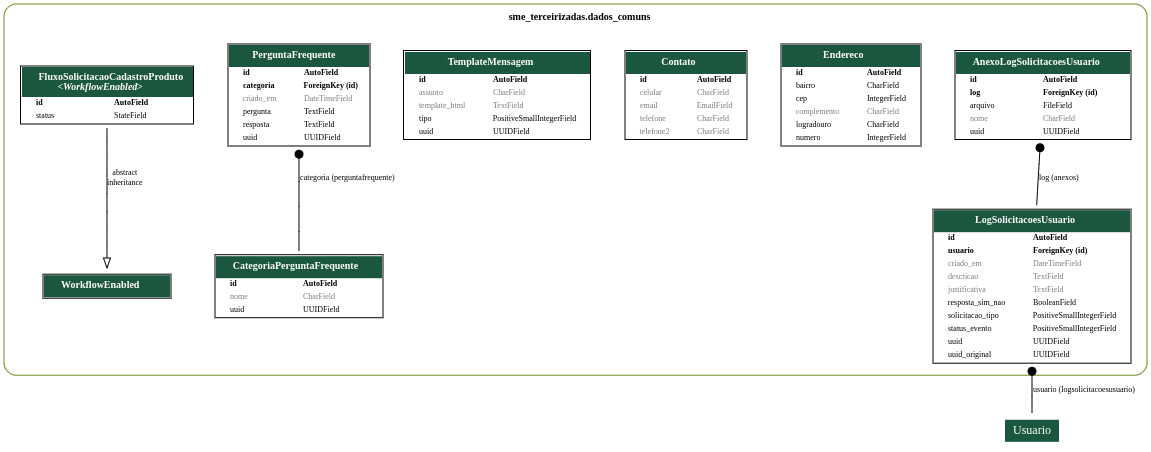 sme_terceirizadas.dados_comuns
FluxoSolicitacaoCadastroProduto
<WorkflowEnabled>
id AutoField
status StateField
abstract
inheritance
WorkflowEnabled
PerguntaFrequente
id AutoField
categoria ForeignKey (id)
criado_em DateTimeField
pergunta TextField
resposta TextField
uuid UUIDField
categoria (perguntafrequente)
CategoriaPerguntaFrequente
id AutoField
nome CharField
uuid UUIDField
TemplateMensagem
id AutoField
assunto CharField
template_html TextField
tipo PositiveSmallIntegerField
uuid UUIDField
Contato
id AutoField
celular CharField
email EmailField
telefone CharField
telefone2 CharField
Endereco
id AutoField
bairro CharField
cep IntegerField
complemento CharField
logradouro CharField
numero IntegerField
AnexoLogSolicitacoesUsuario
id AutoField
log ForeignKey (id)
arquivo FileField
nome CharField
uuid UUIDField
log (anexos)
LogSolicitacoesUsuario
id AutoField
usuario ForeignKey (id)
criado_em DateTimeField
descricao TextField
justificativa TextField
resposta_sim_nao BooleanField
solicitacao_tipo PositiveSmallIntegerField
status_evento PositiveSmallIntegerField
uuid UUIDField
uuid_original UUIDField
usuario (logsolicitacoesusuario)
Usuario